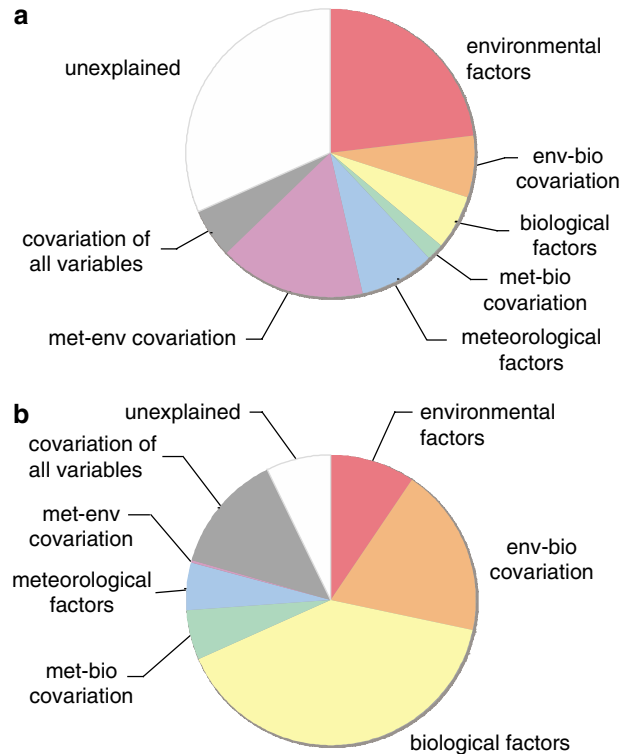 a
unexplained
environmental
factors
env-bio
covariation
biological
factors
met-bio
covariation
meteorological
factors
met-env covariation
covariation of
all variables
b
unexplained
environmental
factors
covariation of
all variables
met-env
covariation
meteorological
factors
met-bio
covariation
env-bio
covariation
biological factors